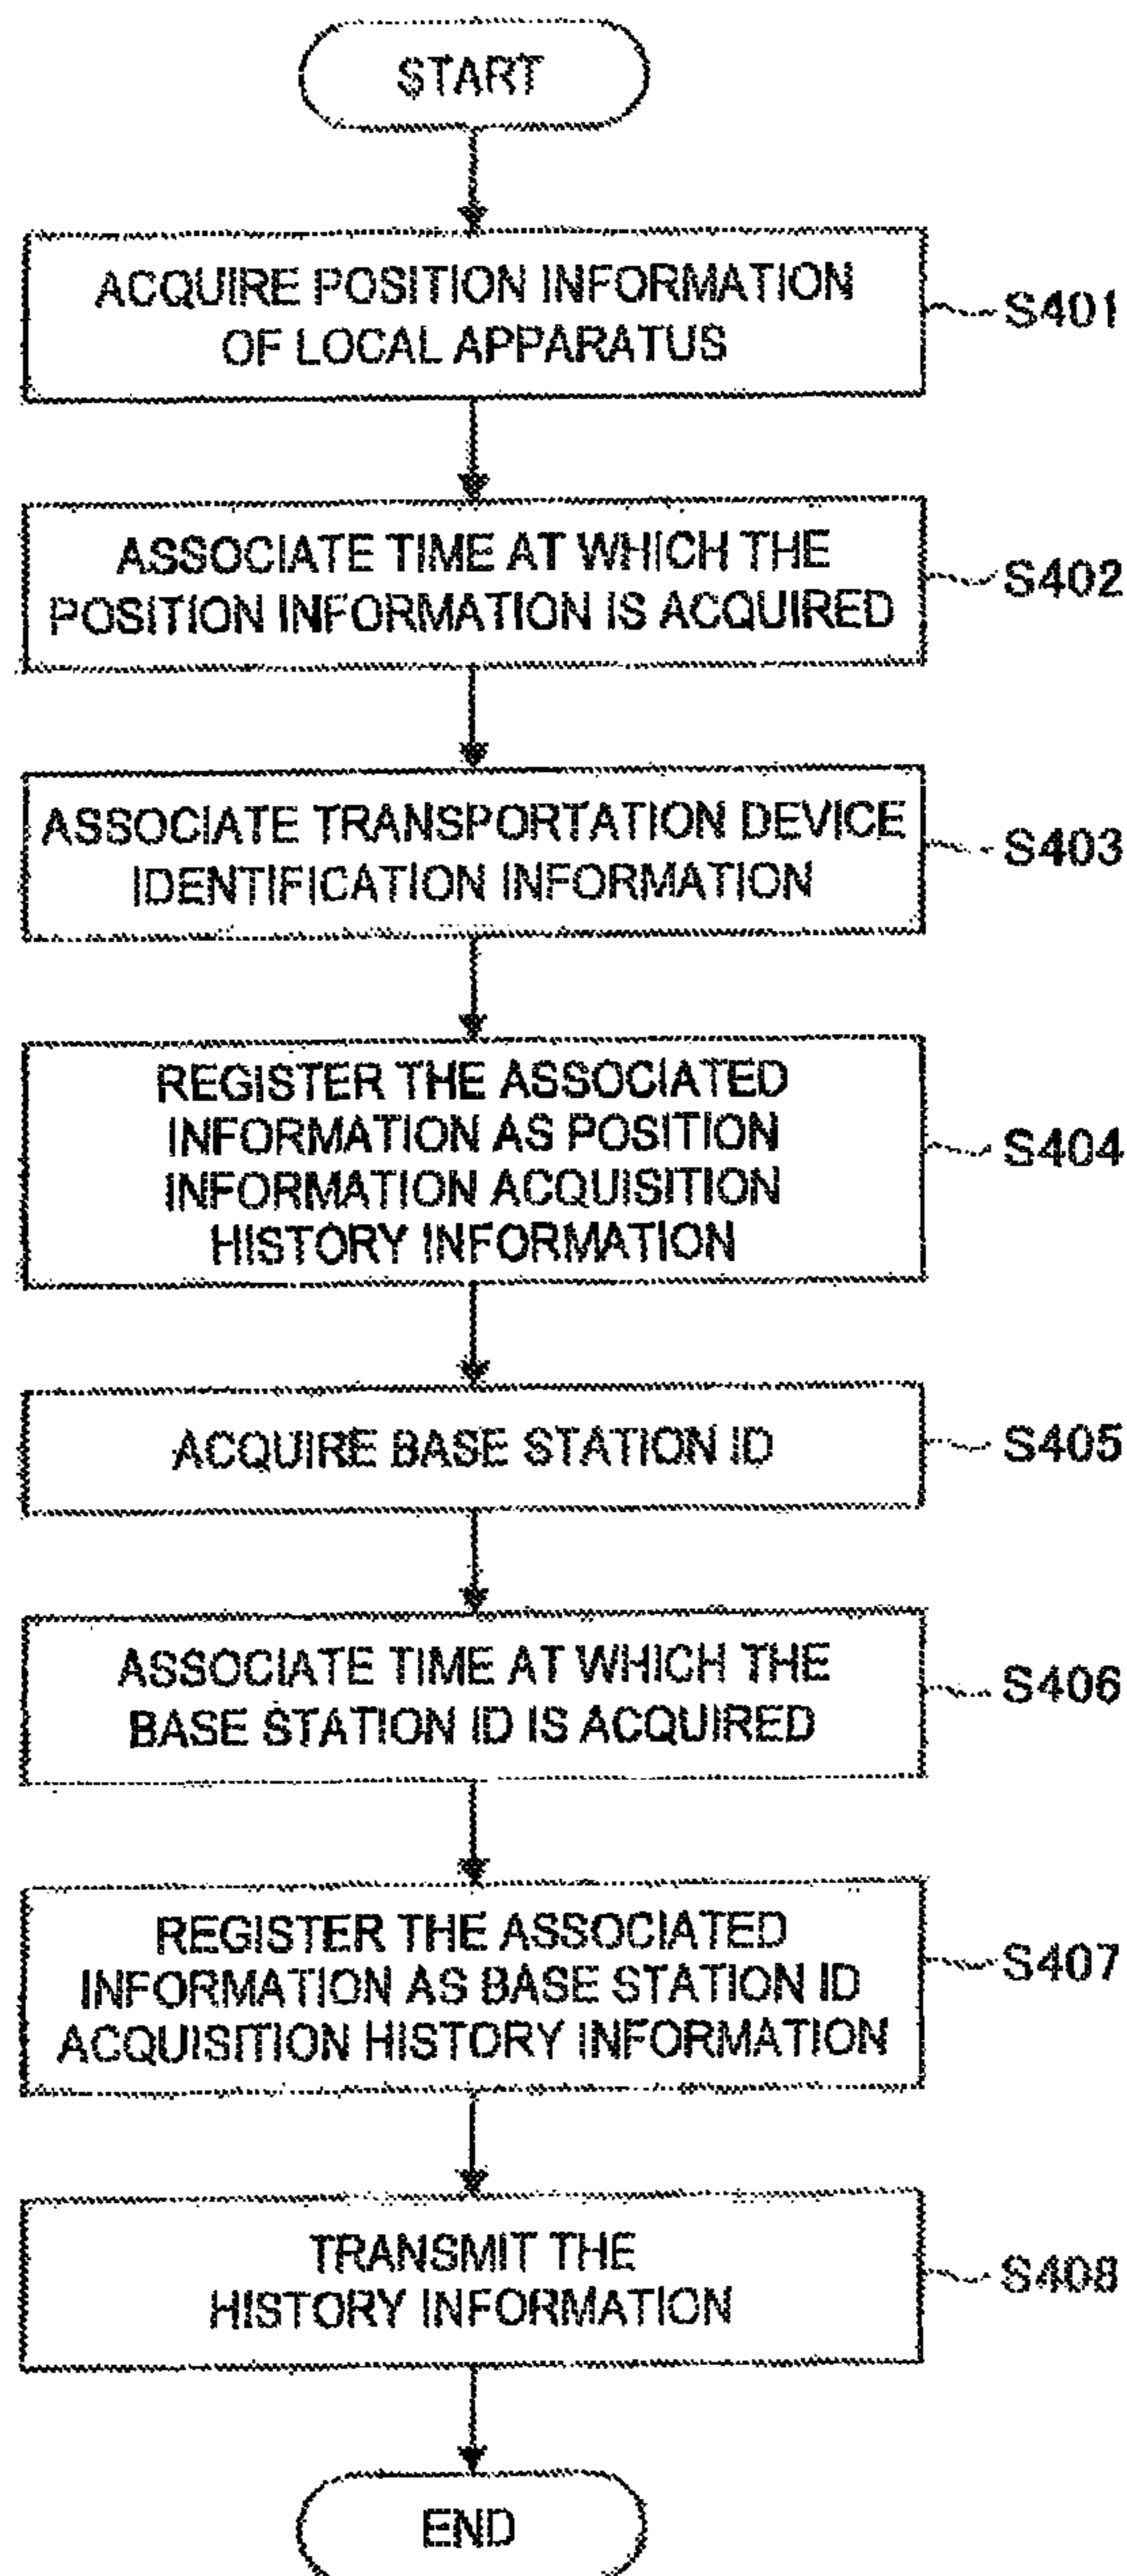 START
ACQUIRE POSITION INFORMATION
OF LOCAL APPARATUS
S401
ASSOCIATE TIME AT WHICH THE
POSITION INFORMATION IS ACQUIRED
S402
ASSOCIATE TRANSPORTATION DEVICE
IDENTIFICATION INFORMATION
S403
REGISTER THE ASSOCIATED
INFORMATION AS POSITION
INFORMATION ACQUISITION
HISTORY INFORMATION
S404
ACQUIRE BASE STATION ID
S405
ASSOCIATE TIME AT WHICH THE
BASE STATION ID IS ACQUIRED
S406
REGISTER THE ASSOCIATED
INFORMATION AS BASE STATION ID
ACQUISITION HISTORY INFORMATION
S407
TRANSMIT THE
HISTORY INFORMATION
S408
END